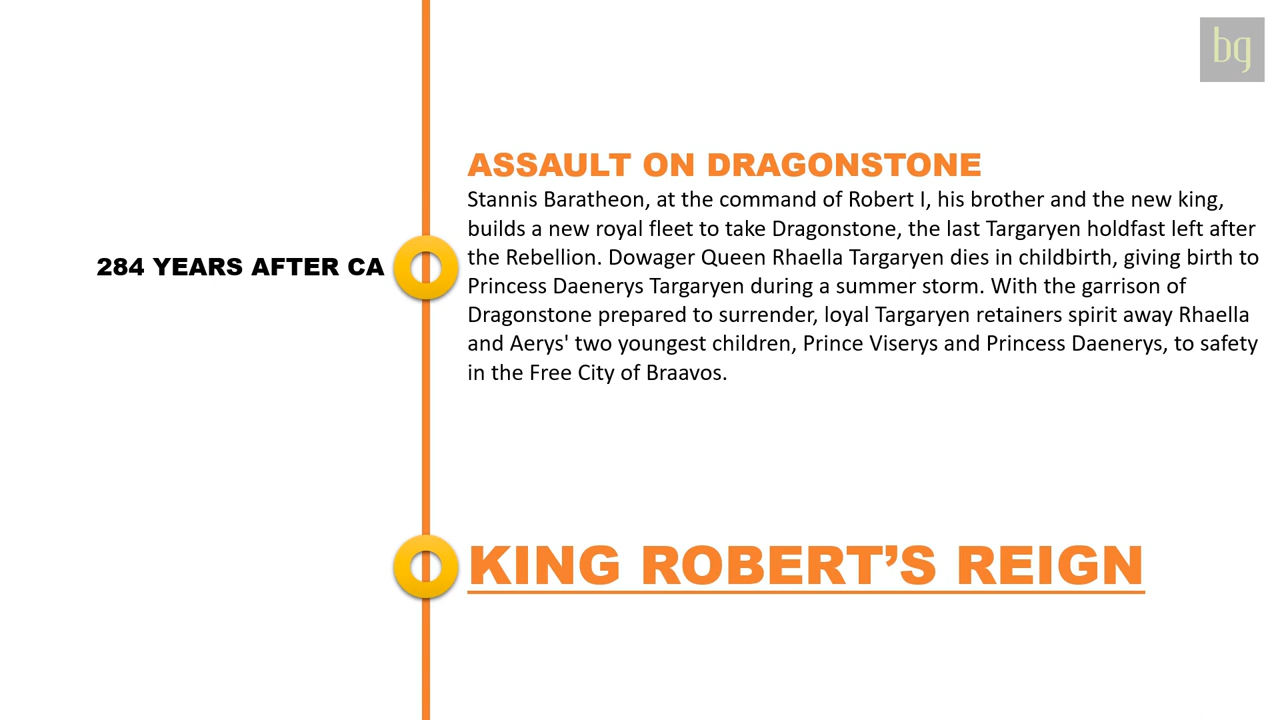 bg
ASSAULT ON DRAGONSTONE
Stannis Baratheon, at the command of Robert I, his brother and the new king,
builds a new royal fleet to take Dragonstone, the last Targaryen holdfast left after
the Rebellion. Dowager Queen Rhaella Targaryen dies in childbirth, giving birth to
284 YEARS AFTER CA
Princess Daenerys Targaryen during a summer storm. With the garrison of
Dragonstone prepared to surrender, loyal Targaryen retainers spirit away Rhaella
and Aerys' two youngest children, Prince Viserys and Princess Daenerys, to safety
in the Free City of Braavos.
KING ROBERT’S REIGN